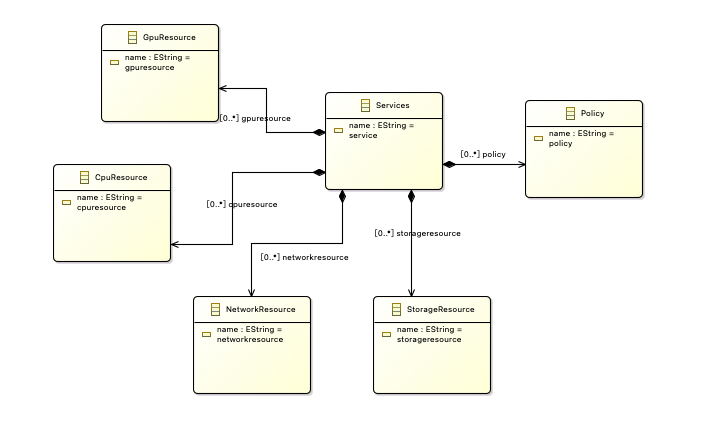 GpuResource
name : EString =
gpuresource
[0..*] gpuresource
Services
name : EString =
service
Policy
name : EString =
policy
[0..*] policy
CpuResource
name : EString =
cpuresource
[0..*] cpuresource
[0..*] storageresource
[0..*] networkresource
NetworkResource
name : EString =
networkresource
StorageResource
name : EString =
storageresource